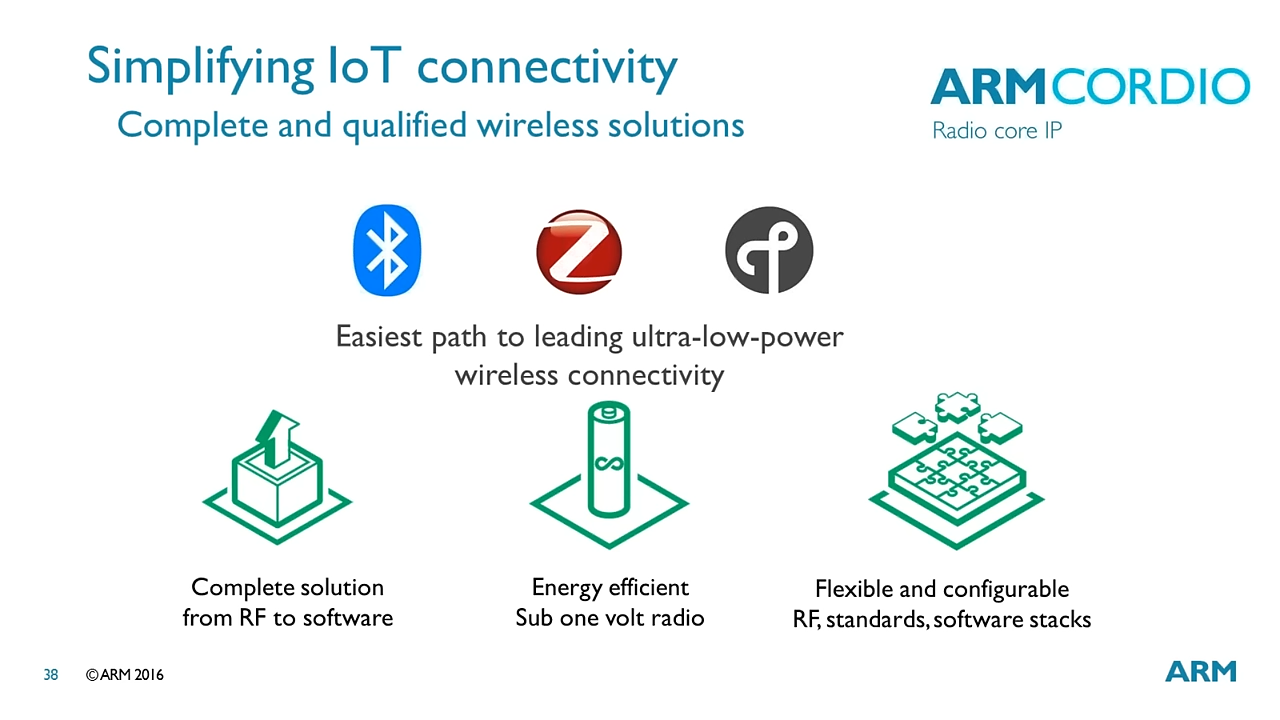 Simplifying IoT connectivity
Complete and qualified wireless solutions
ARM CORDIO
Radio core IP
Easiest path to leading ultra-low-power
wireless connectivity
Complete solution
from RF to software
Energy efficient
Sub one volt radio
Flexible and configurable
RF, standards, software stacks
38 © ARM 2016
ARM